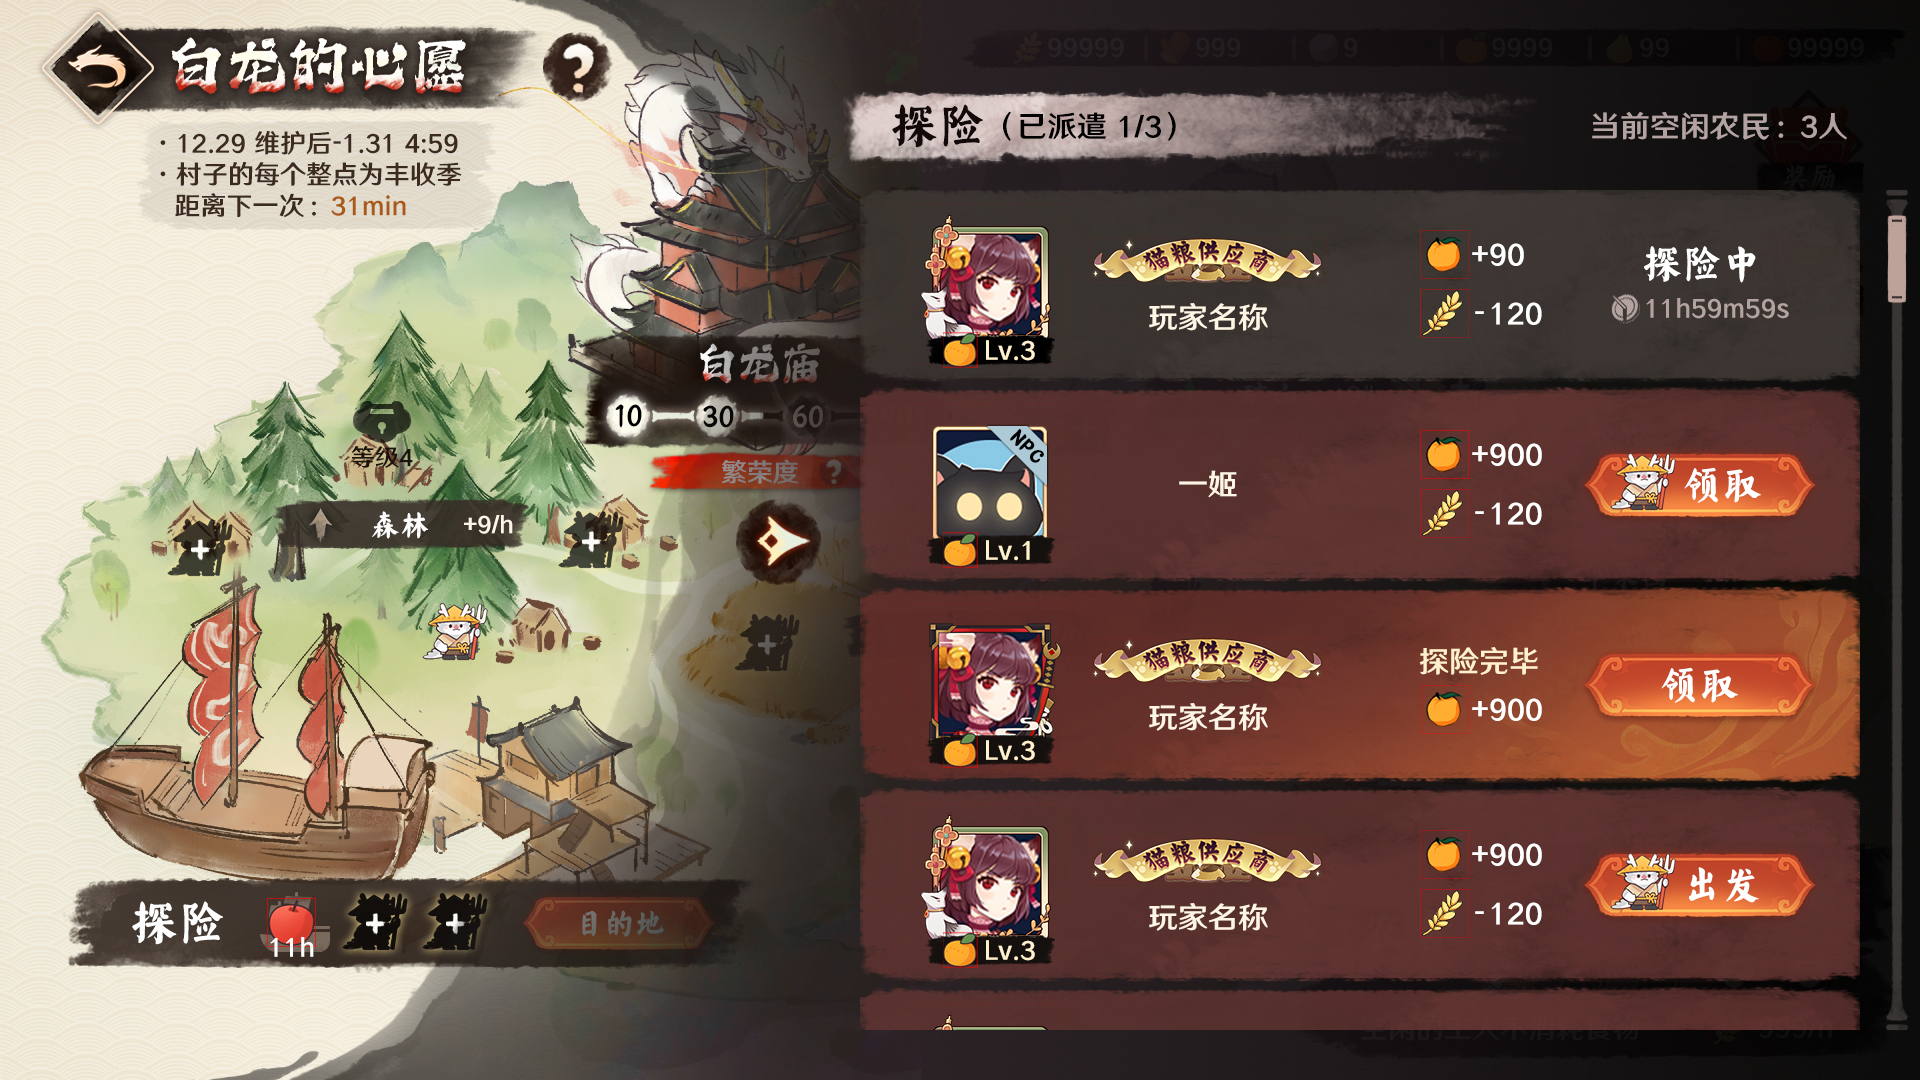 白龙的心愿
?
· 12.29 维护后-1.31 4:59
· 村子的每个整点为丰收季
距离下一次：31min
99999
999
9
9999
99
99999
奖励
白龙庙
10
30
60
繁荣度 ?
等级4
森林 +9/h
探险
11h
目的地
探险（已派遣 1/3）
当前空闲农民：3人
Lv.3
猫粮供应商
玩家名称
+90
-120
探险中
11h59m59s
NPC
Lv.1
一姬
+900
-120
领取
Lv.3
猫粮供应商
玩家名称
探险完毕
+900
领取
Lv.3
猫粮供应商
玩家名称
+900
-120
出发